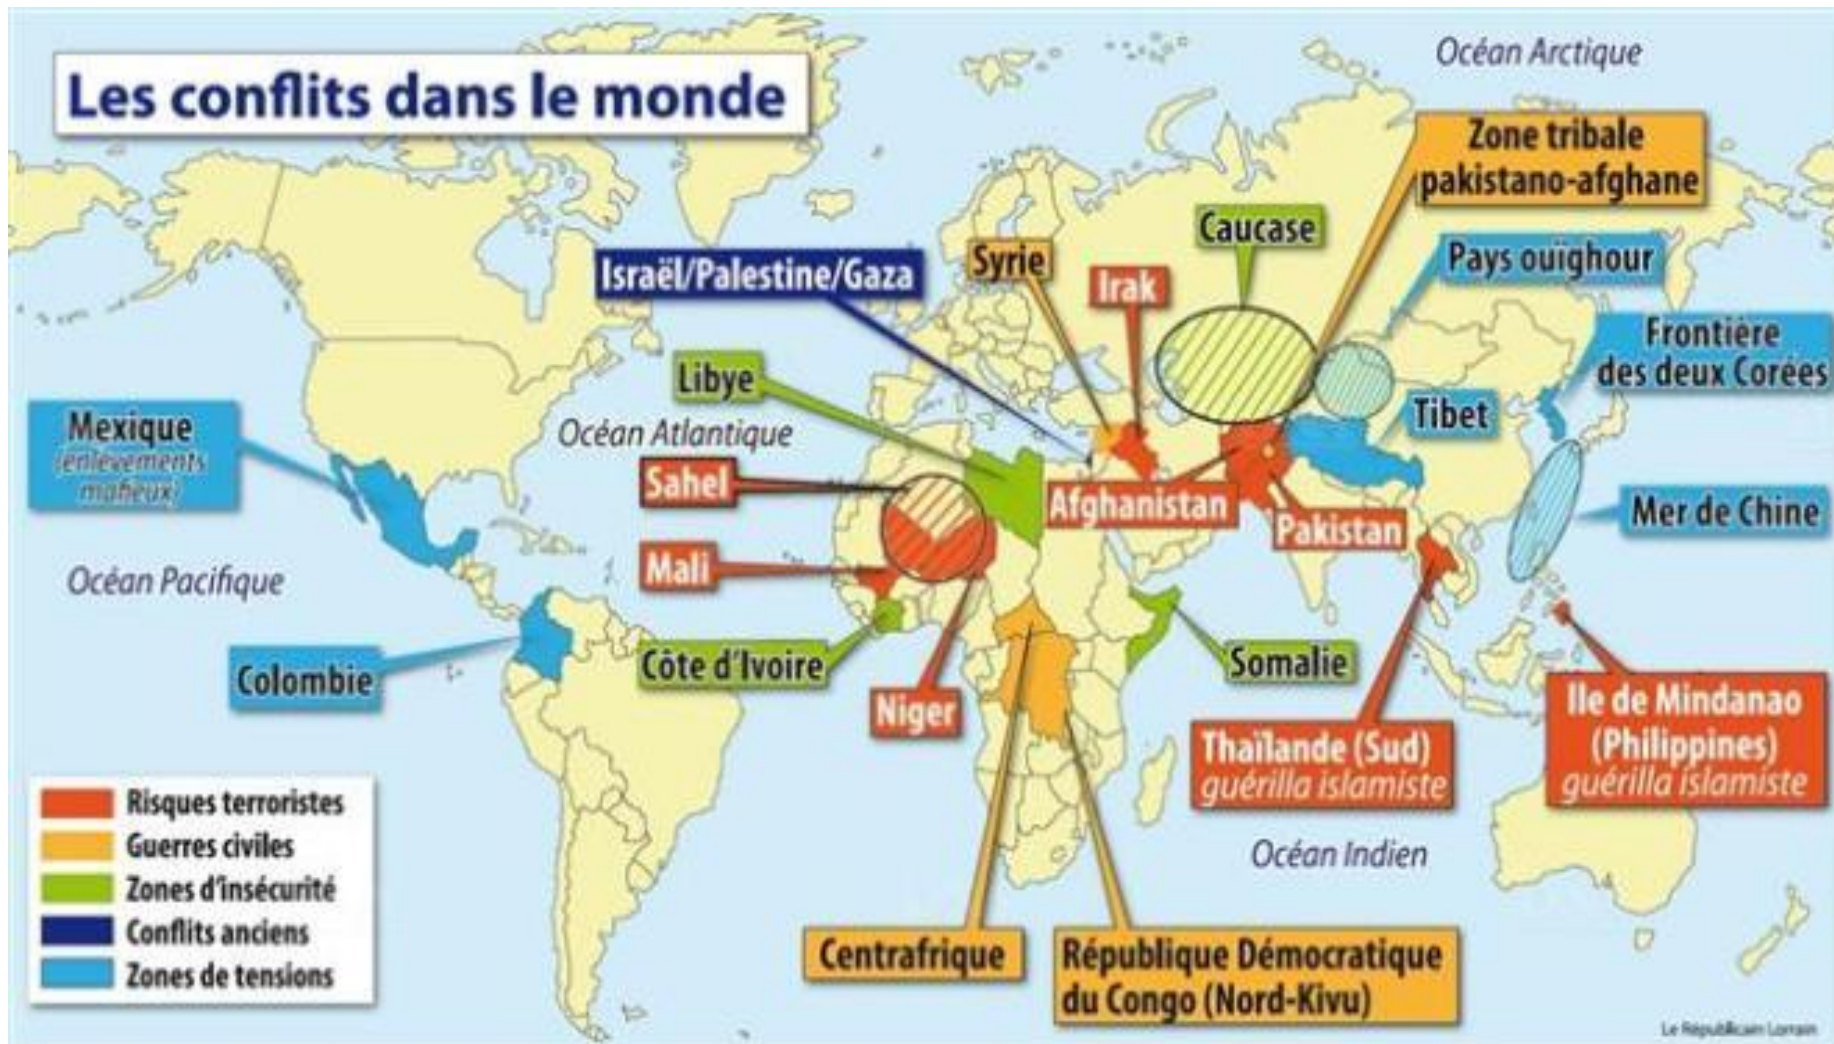 Les conflits dans le monde
Océan Arctique
Zone tribale
pakistano-afghane
Caucase
Syrie
Pays ouïghour
Israël/Palestine/Gaza
Irak
Frontière
des deux Corées
Libye
Tibet
Mexique
(enlèvements
mafieux)
Océan Atlantique
Sahel
Afghanistan
Pakistan
Mer de Chine
Mali
Océan Pacifique
Colombie
Côte d'Ivoire
Somalie
Niger
Ile de Mindanao
(Philippines)
guérilla islamiste
Thaïlande (Sud)
guérilla islamiste
Risques terroristes
Guerres civiles
Zones d'insécurité
Conflits anciens
Zones de tensions
Océan Indien
Centrafrique
République Démocratique
du Congo (Nord-Kivu)
Le Républicain Lorrain